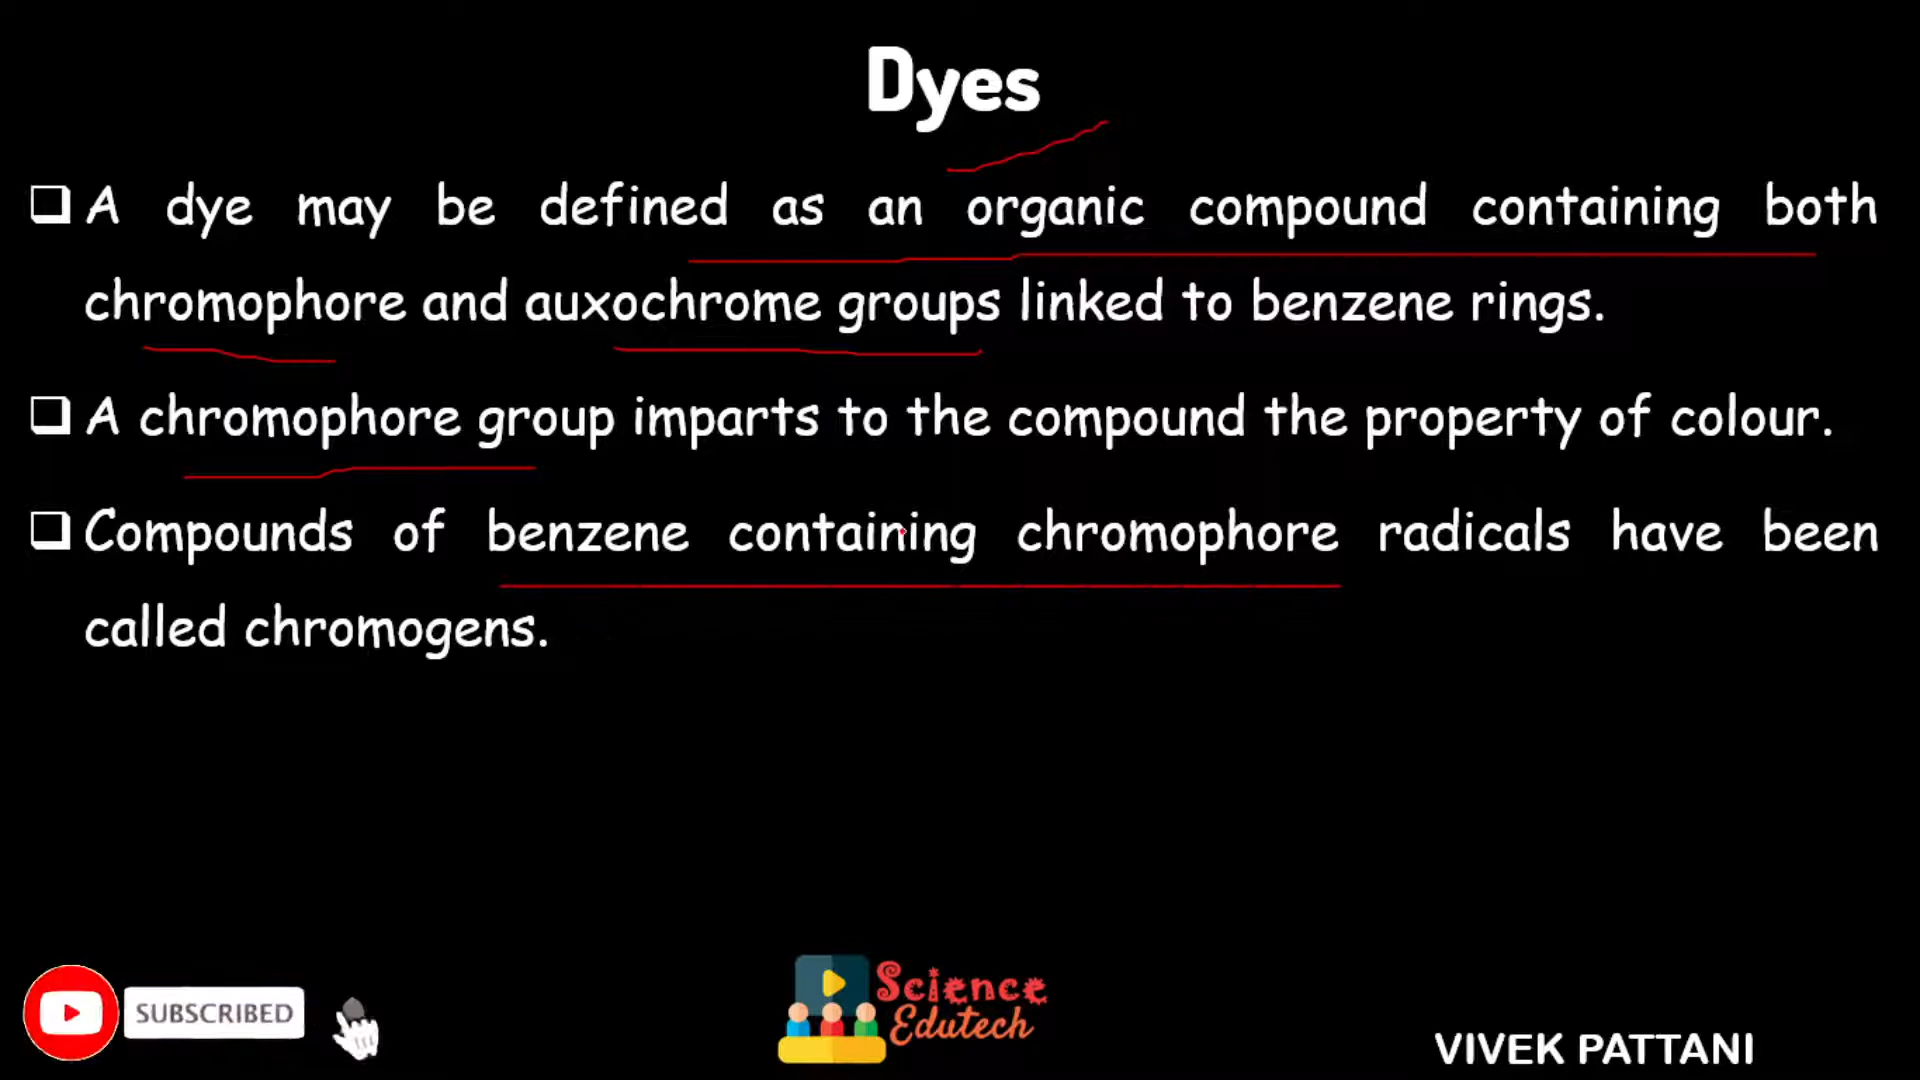 Dyes
❑ A dye may be defined as an organic compound containing both
chromophore and auxochrome groups linked to benzene rings.
❑ A chromophore group imparts to the compound the property of colour.
❑ Compounds of benzene containing chromophore radicals have been
called chromogens.
SUBSCRIBED
Science
Edutech
VIVEK PATTANI